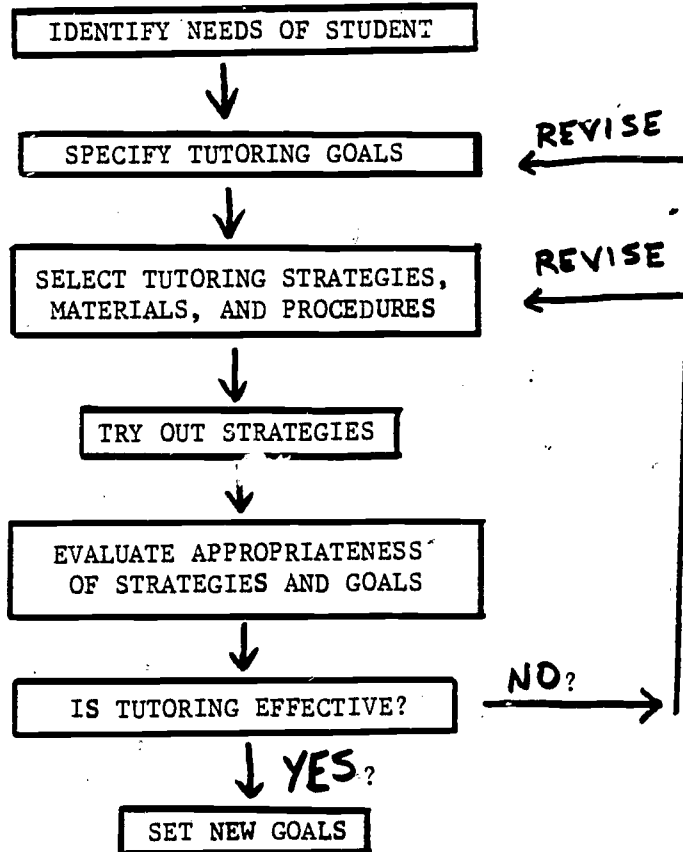 IDENTIFY NEEDS OF STUDENT
REVISE
SPECIFY TUTORING GOALS
REVISE
SELECT TUTORING STRATEGIES,
MATERIALS, AND PROCEDURES
TRY OUT STRATEGIES
EVALUATE APPROPRIATENESS
OF STRATEGIES AND GOALS
NO?
IS TUTORING EFFECTIVE?
YES?
SET NEW GOALS